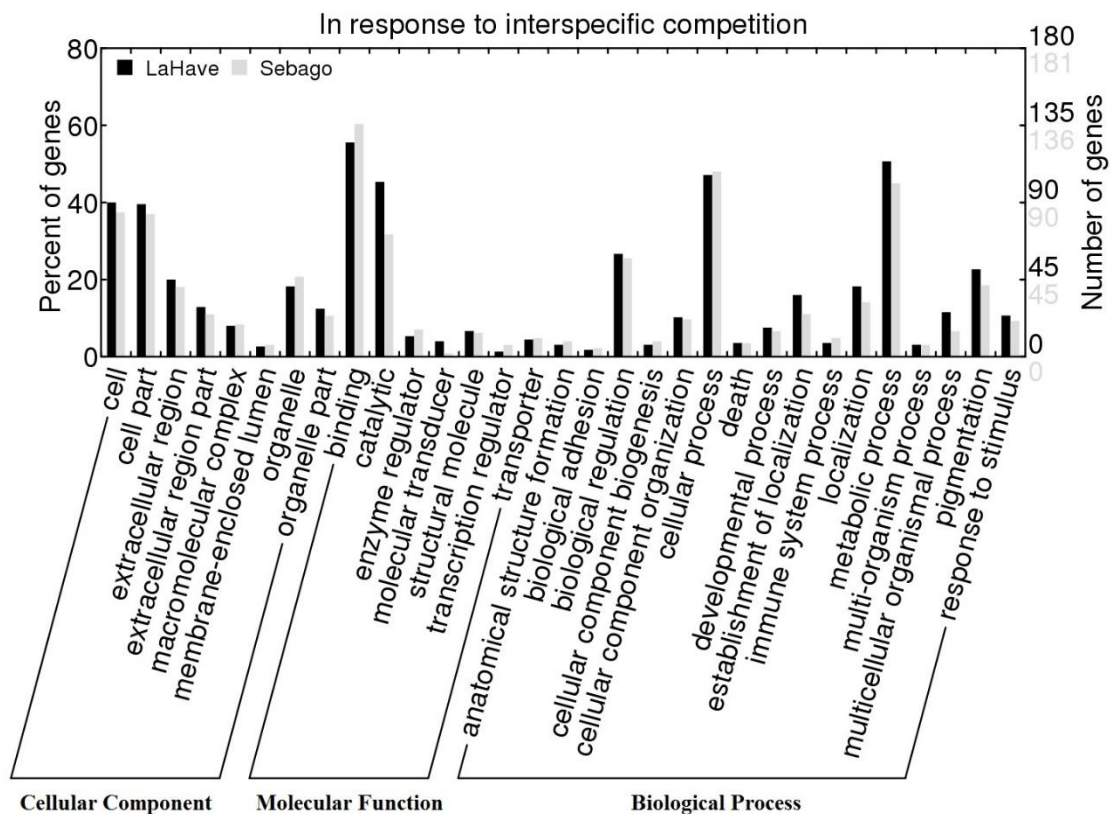 In response to interspecific competition
LaHave
Sebago
Percent of genes
80
60
40
20
0
180
181
135
136
90
90
45
45
0
0
Number of genes
cell
cell part
extracellular region
extracellular region part
macromolecular complex
membrane-enclosed lumen
organelle
organelle part
binding
catalytic
enzyme regulator
molecular transducer
structural molecule
transcription regulator
transporter
anatomical structure formation
biological adhesion
biological regulation
cellular component biogenesis
cellular component organization
cellular process
death
developmental process
establishment of localization
immune system process
localization
metabolic process
multi-organism process
multicellular organismal process
pigmentation
response to stimulus
Cellular Component
Molecular Function
Biological Process